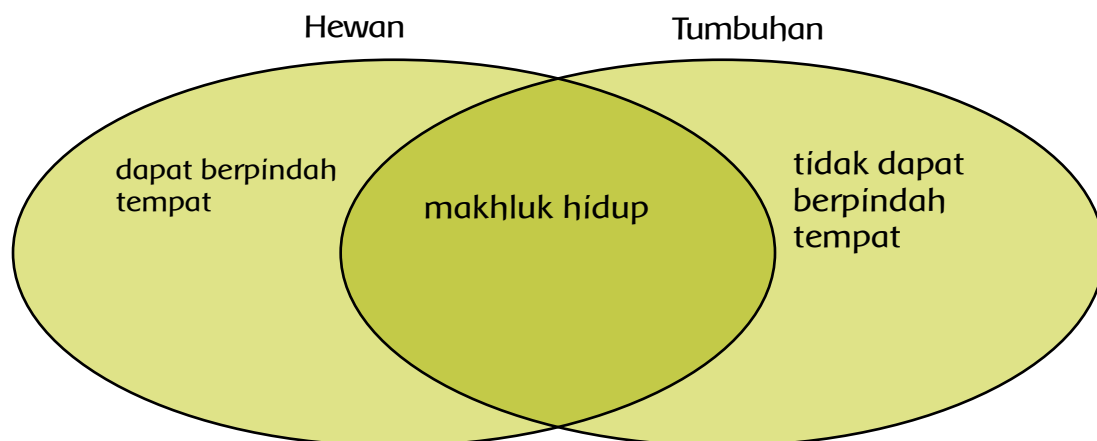 Hewan
Tumbuhan
dapat berpindah
tempat
makhluk hidup
tidak dapat
berpindah
tempat